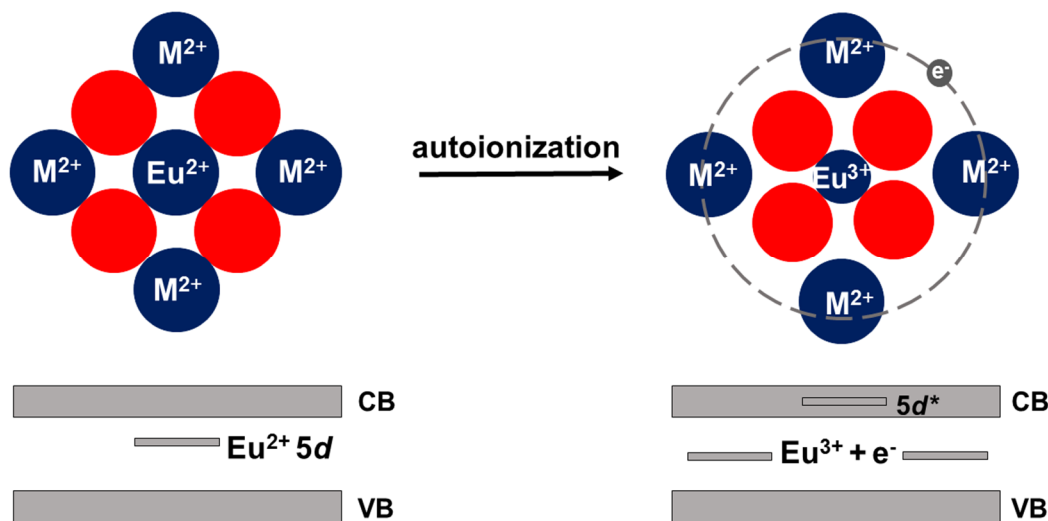 M²⁺
M²⁺
e⁻
M²⁺ Eu²⁺ M²⁺
autoionization
M²⁺ Eu³⁺ M²⁺
M²⁺
M²⁺
CB
5d*
CB
Eu²⁺ 5d
Eu³⁺ + e⁻
VB
VB